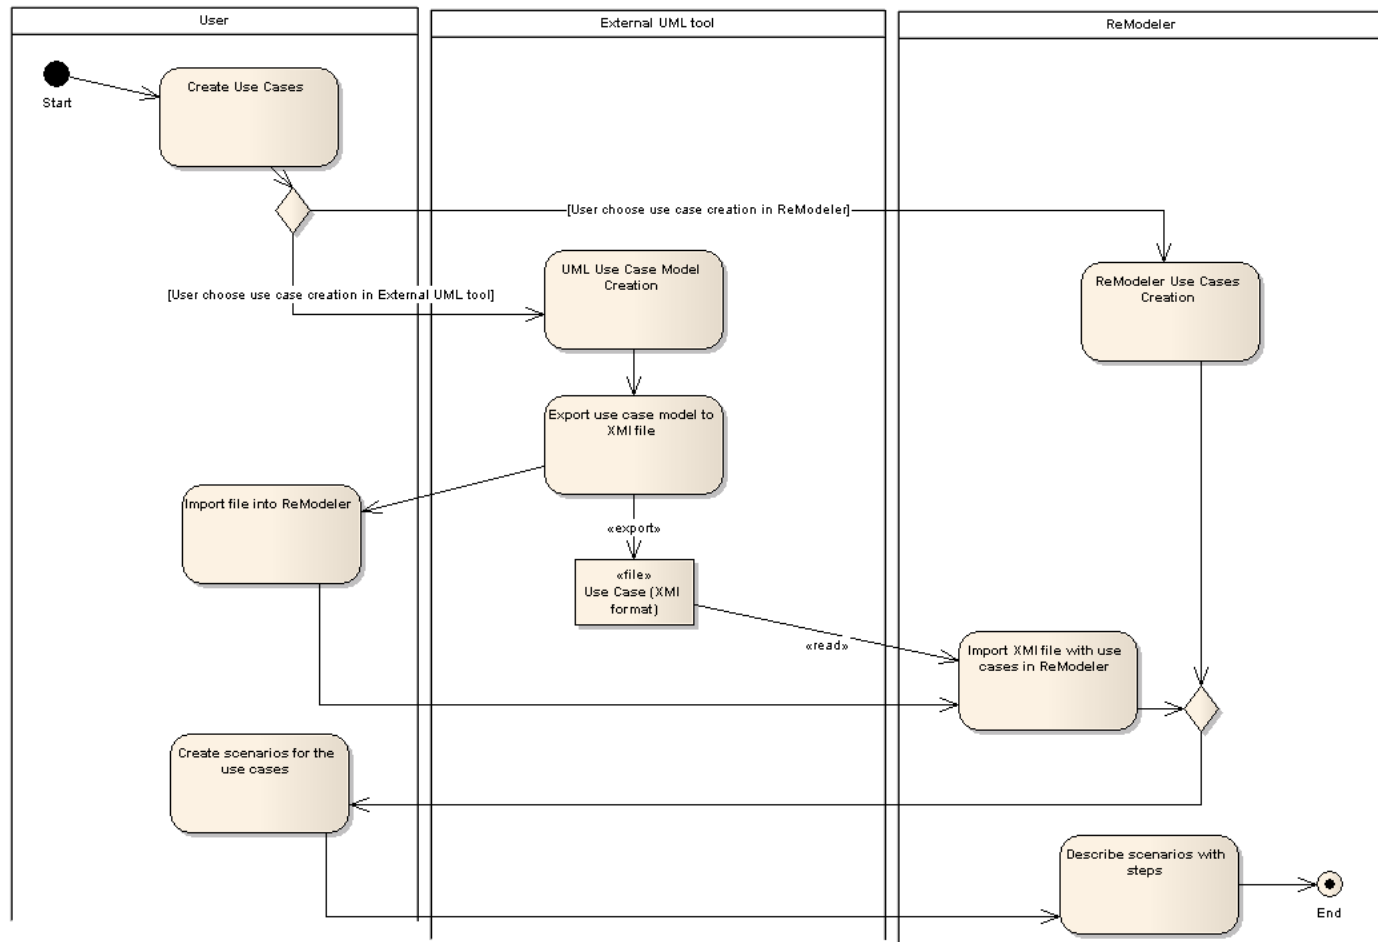 User
External UML tool
ReModeler
Start
Create Use Cases
[User choose use case creation in ReModeler]
UML Use Case Model
Creation
ReModeler Use Cases
Creation
[User choose use case creation in External UML tool]
Export use case model to
XMI file
Import file into ReModeler
«export»
«file»
Use Case (XMI
format)
«read»
Import XMI file with use
cases in ReModeler
Create scenarios for the
use cases
Describe scenarios with
steps
End